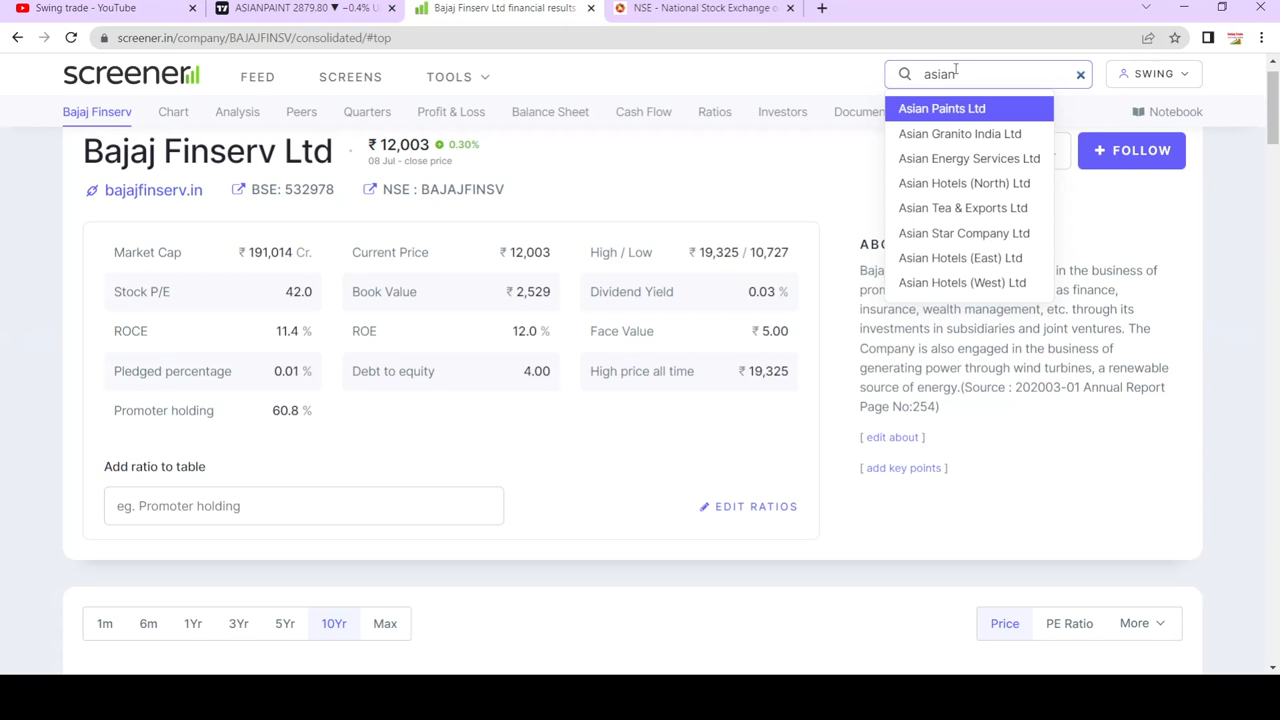 Swing trade - YouTube
ASIANPAINT 2879.80 ▼ −0.4% U
Bajaj Finserv Ltd financial results
NSE - National Stock Exchange o
screener.in/company/BAJAJFINSV/consolidated/#top
screener
FEED
SCREENS
TOOLS
asian
SWING
Bajaj Finserv
Chart
Analysis
Peers
Quarters
Profit & Loss
Balance Sheet
Cash Flow
Ratios
Investors
Documen
Notebook
Asian Paints Ltd
Asian Granito India Ltd
Asian Energy Services Ltd
Asian Hotels (North) Ltd
Asian Tea & Exports Ltd
Asian Star Company Ltd
Asian Hotels (East) Ltd
Asian Hotels (West) Ltd
Bajaj Finserv Ltd
₹ 12,003 0.30%
08 Jul - close price
+ FOLLOW
bajajfinserv.in
BSE: 532978
NSE : BAJAJFINSV
Market Cap ₹ 191,014 Cr.
Current Price ₹ 12,003
High / Low ₹ 19,325 / 10,727
Stock P/E 42.0
Book Value ₹ 2,529
Dividend Yield 0.03 %
ROCE 11.4 %
ROE 12.0 %
Face Value ₹ 5.00
Pledged percentage 0.01 %
Debt to equity 4.00
High price all time ₹ 19,325
Promoter holding 60.8 %
Add ratio to table
eg. Promoter holding
EDIT RATIOS
ABO
Baja in the business of
prom as finance,
insurance, wealth management, etc. through its
investments in subsidiaries and joint ventures. The
Company is also engaged in the business of
generating power through wind turbines, a renewable
source of energy.(Source : 202003-01 Annual Report
Page No:254)
[ edit about ]
[ add key points ]
1m
6m
1Yr
3Yr
5Yr
10Yr
Max
Price
PE Ratio
More